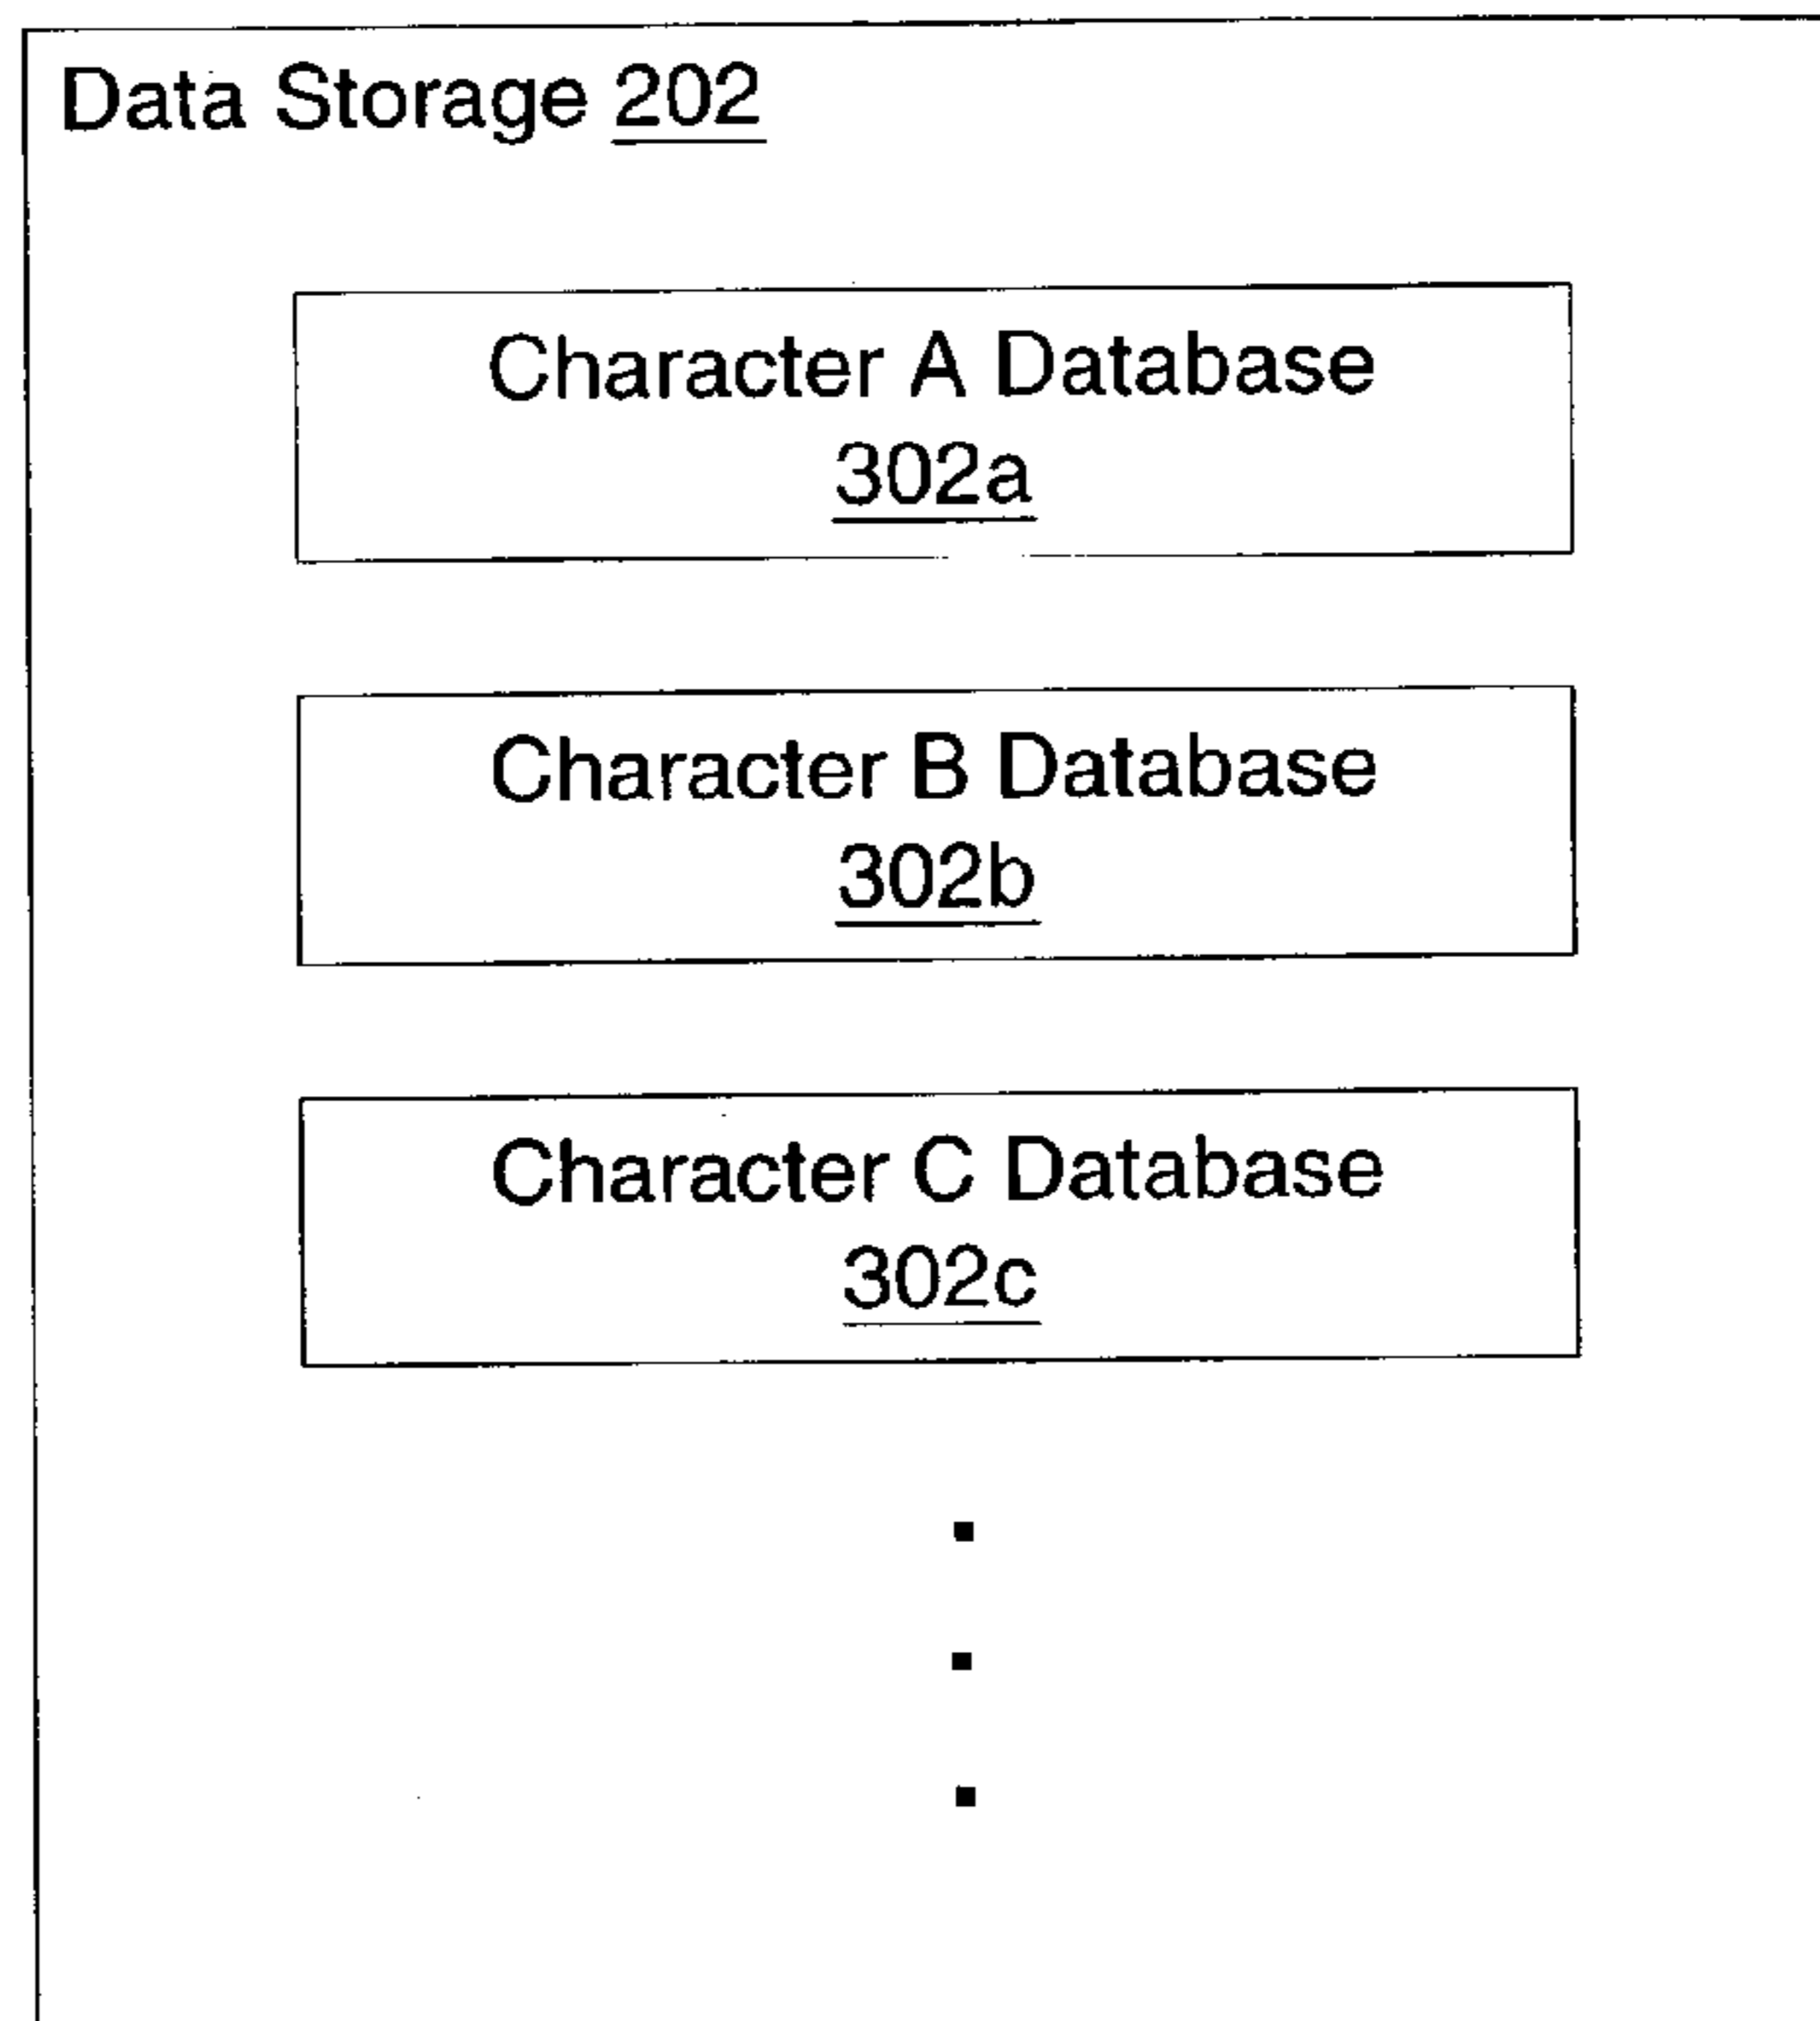 Data Storage 202
Character A Database
302a
Character B Database
302b
Character C Database
302c